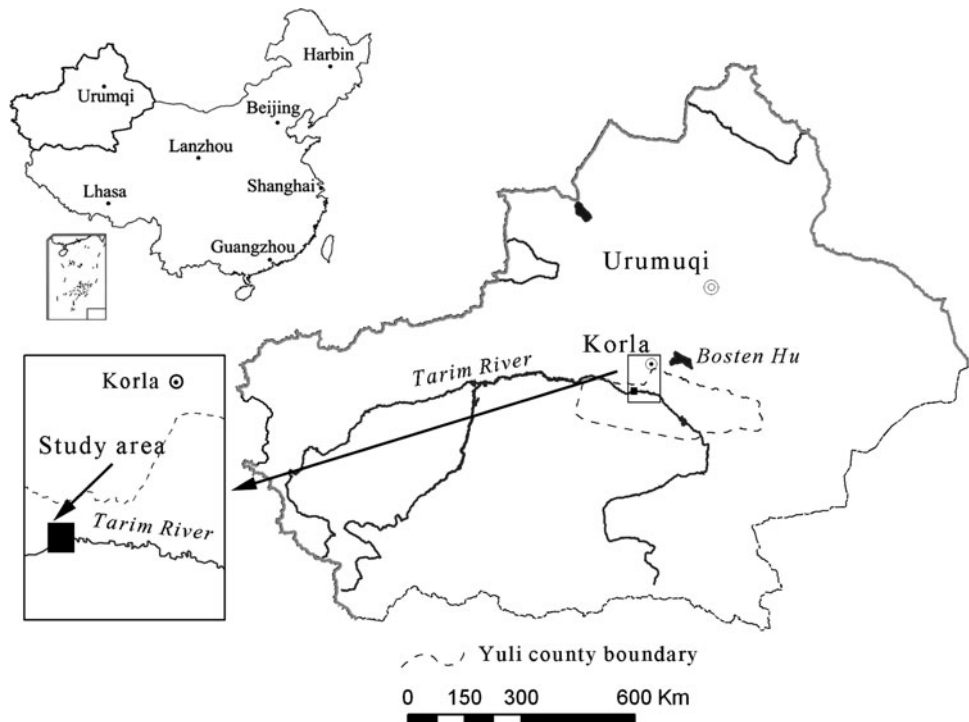 Harbin
Urumqi
Beijing
Lanzhou
Shanghai
Lhasa
Guangzhou
Urumuqi
Korla
Bosten Hu
Tarim River
Korla
Study area
Tarim River
Yuli county boundary
0 150 300 600 Km